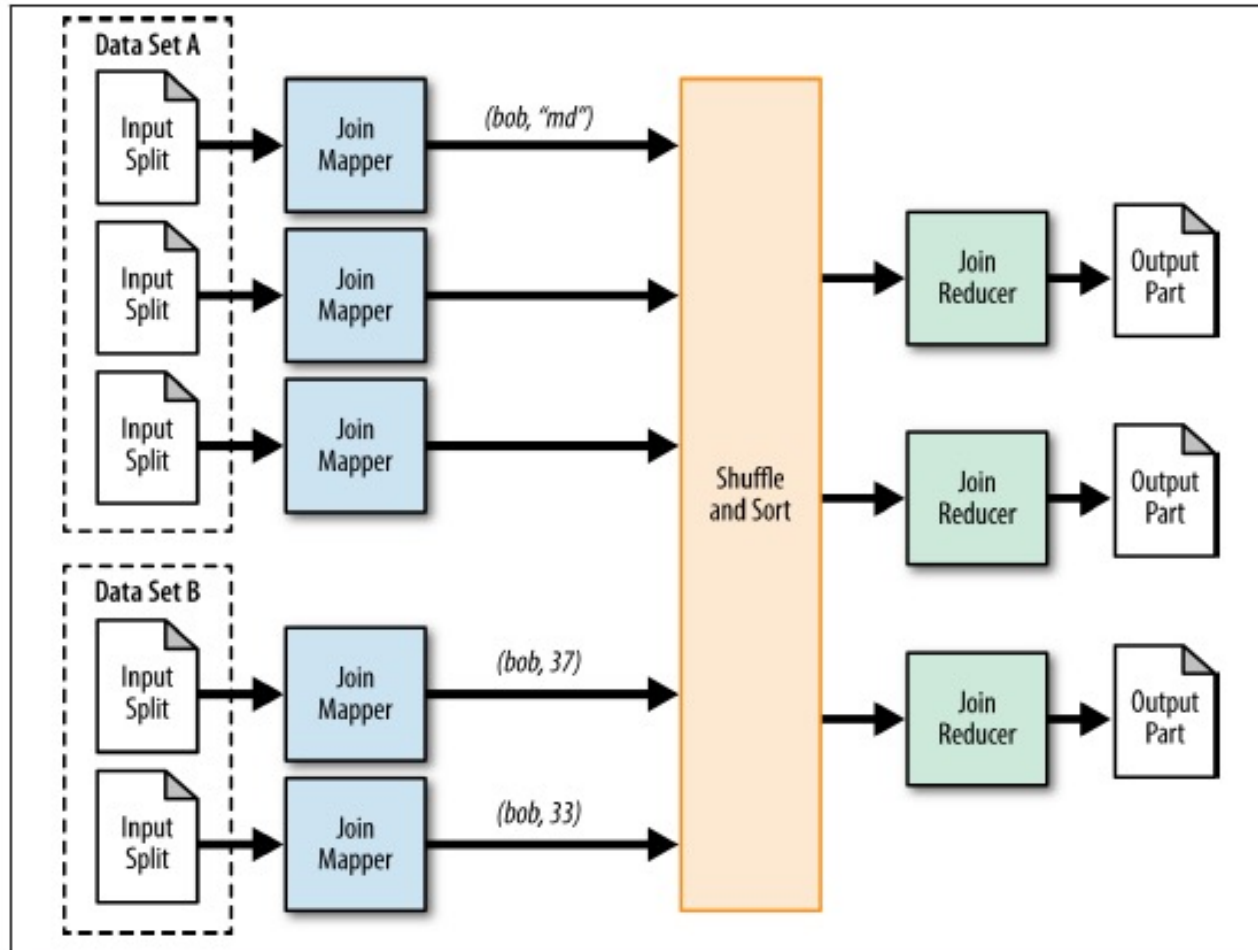 Data Set A
Input
Split
Join
Mapper
(bob, “md”)
Input
Split
Join
Mapper
Input
Split
Join
Mapper
Shuffle
and Sort
Join
Reducer
Output
Part
Join
Reducer
Output
Part
Join
Reducer
Output
Part
Data Set B
Input
Split
Join
Mapper
(bob, 37)
Input
Split
Join
Mapper
(bob, 33)